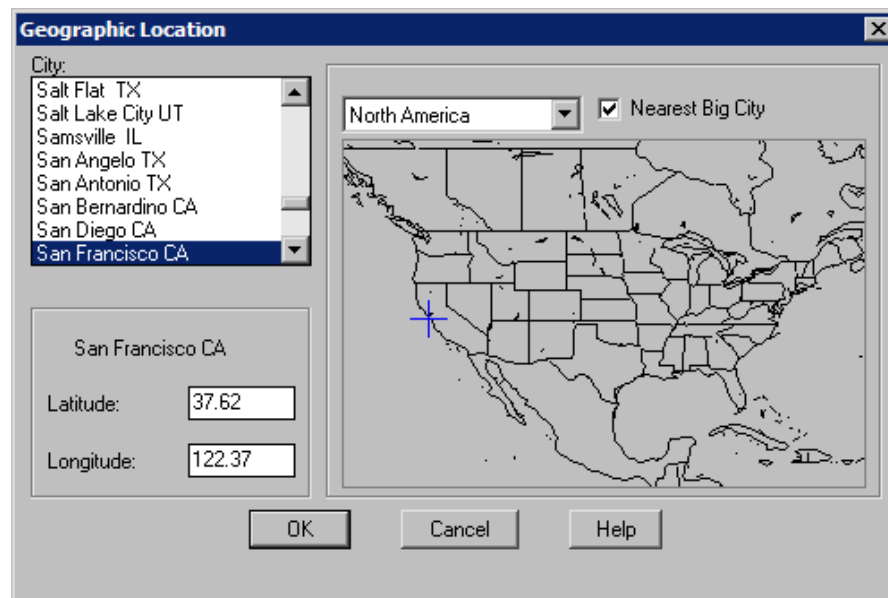 Geographic Location
City:
Salt Flat  TX
Salt Lake City UT
Samsville  IL
San Angelo TX
San Antonio TX
San Bernardino CA
San Diego CA
San Francisco CA
North America
Nearest Big City
San Francisco CA
Latitude: 37.62
Longitude: 122.37
OK Cancel Help